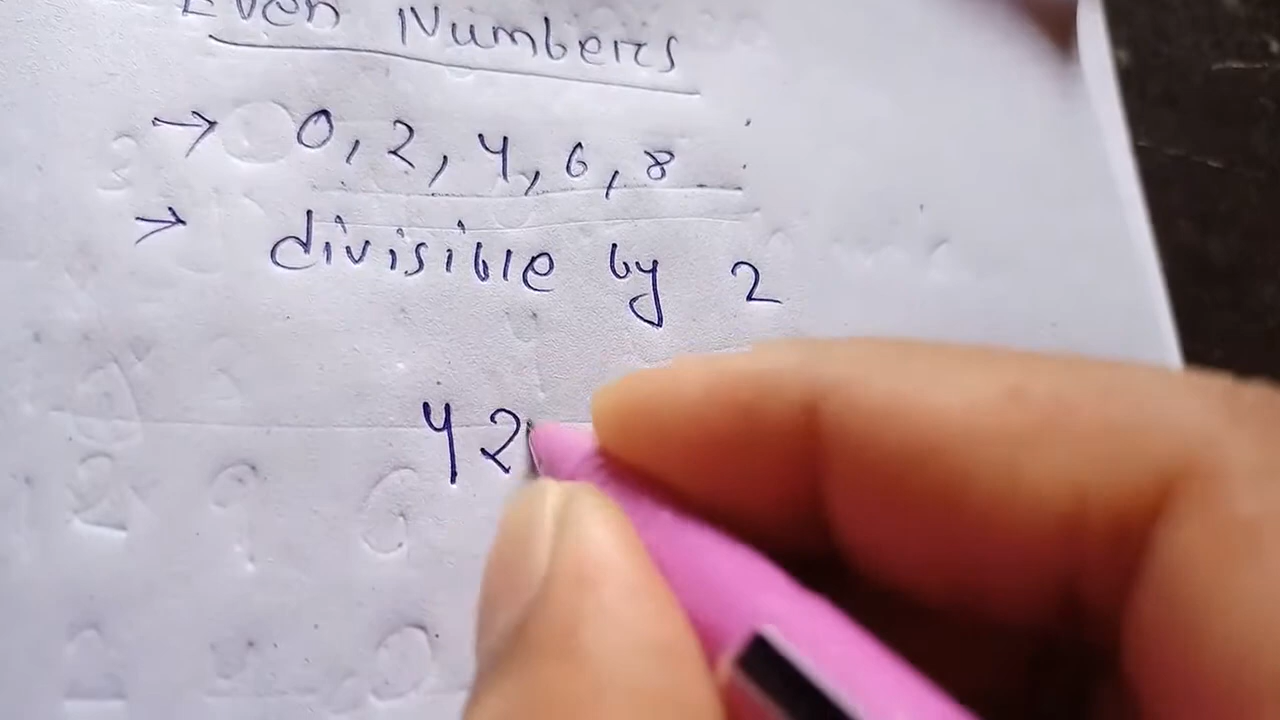 Even Numbers
→ 0, 2, 4, 6, 8
→ divisible by 2
42